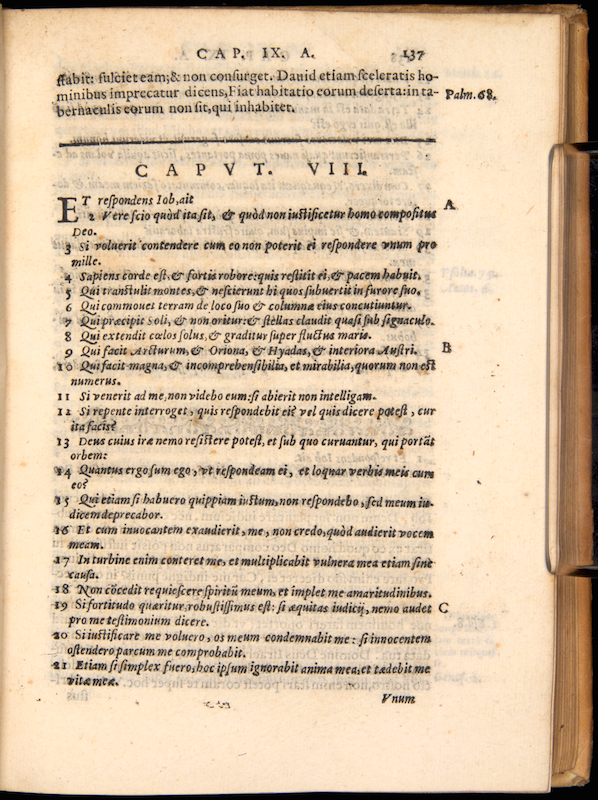 CAP. IX. A. 137
ſtabit: fulciet eam; & non conſurget. Dauid etiam ſceleratis ho-
minibus imprecatur dicens, Fiat habitatio eorum deſerta: in ta- Pſalm. 68.
bernaculis eorum non ſit, qui inhabitet.
CAPVT. VIII.
ET reſpondens Iob, ait A
2 Vere ſcio quòd ita ſit, & quòd non iuſtificetur homo compoſitus
Deo.
3 Si voluerit contendere cum eo non poterit ei reſpondere vnum pro
mille.
4 Sapiens corde eſt, & fortis robore: quis reſtitit ei, & pacem habuit.
5 Qui tranſtulit montes, & neſcierunt hi quos ſubuertit in furore ſuo.
6 Qui commouet terram de loco ſuo & columnæ eius concutiuntur.
7 Qui præcipit Soli, & non oritur: & ſtellas claudit quaſi ſub ſignaculo.
8 Qui extendit cœlos ſolus, & graditur ſuper fluctus maris.
9 Qui facit Arcturum, & Oriona, & Hyadas, & interiora Auſtri. B
10 Qui facit magna, & incomprehenſibilia, et mirabilia, quorum non eſt
numerus.
11 Si venerit ad me, non videbo eum: ſi abierit non intelligam.
12 Si repente interroget, quis reſpondebit ei? vel quis dicere poteſt, cur
ita facis?
13 Deus cuius iræ nemo reſiſtere poteſt, et ſub quo curuantur, qui portāt
orbem:
14 Quantus ergo ſum ego, vt reſpondeam ei, et loquar verbis meis cum
eo?
15 Qui etiam ſi habuero quippiam iuſtum, non reſpondebo, ſed meum iu-
dicem deprecabor.
16 Et cum inuocantem exaudierit, me, non credo, quòd audierit vocem
meam.
17 In turbine enim conteret me, et multiplicabit vulnera mea etiam ſine
cauſa.
18 Non cōcedit requieſcere ſpiritū meum, et implet me amaritudinibus.
19 Si fortitudo quæritur, robuſtiſſimus eſt: ſi æquitas iudicij, nemo audet C
pro me teſtimonium dicere.
20 Si iuſtificare me voluero, os meum condemnabit me: ſi innocentem
oſtendero parcum me comprobabit.
21 Etiam ſi ſimplex fuero, hoc ipſum ignorabit anima mea, et tædebit me
vitæ meæ.
Vnum